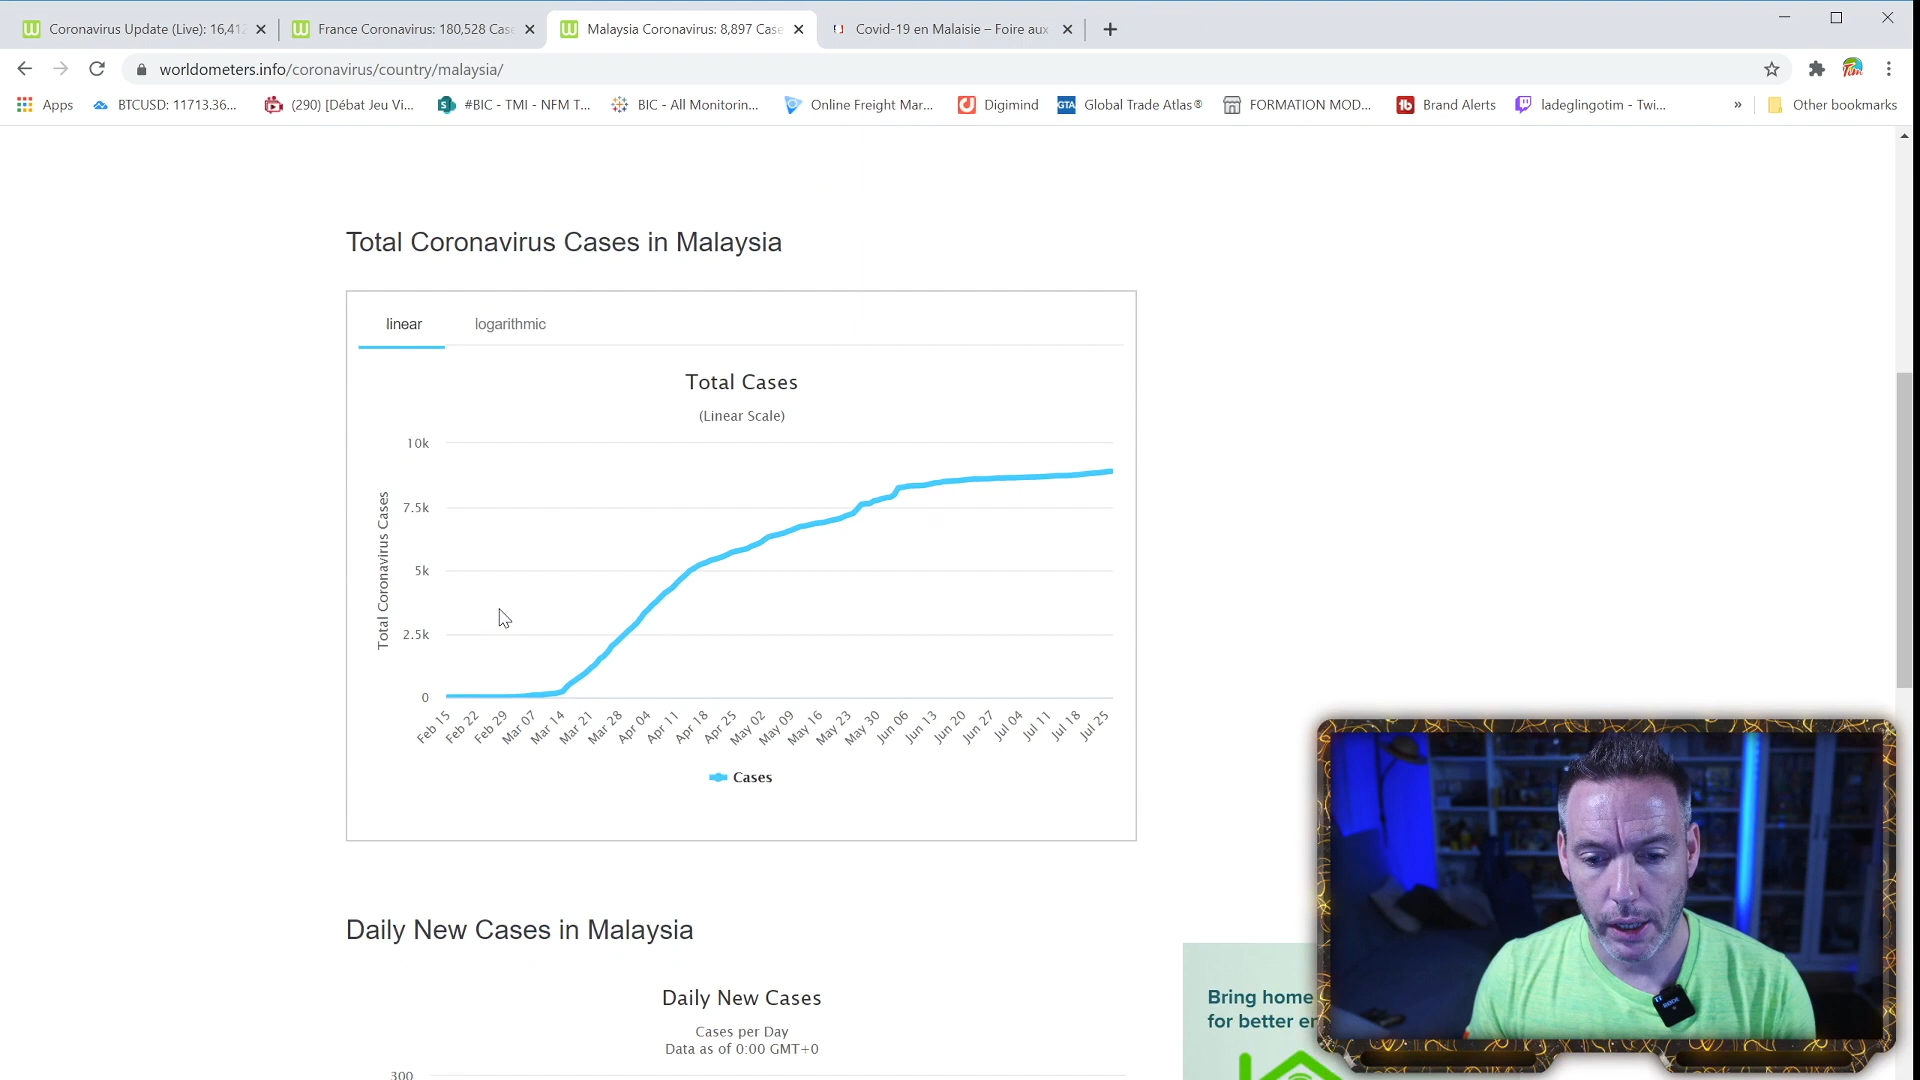 Coronavirus Update (Live): 16,412
France Coronavirus: 180,528 Case
Malaysia Coronavirus: 8,897 Case
Covid-19 en Malaisie – Foire aux
worldometers.info/coronavirus/country/malaysia/
Apps
BTCUSD: 11713.36...
(290) [Débat Jeu Vi...
#BIC - TMI - NFM T...
BIC - All Monitorin...
Online Freight Mar...
Digimind
GTA
Global Trade Atlas®
FORMATION MOD...
Brand Alerts
ladeglingotim - Twi...
»
Other bookmarks
Total Coronavirus Cases in Malaysia
linear
logarithmic
Total Cases
(Linear Scale)
Total Coronavirus Cases
10k
7.5k
5k
2.5k
0
Feb 15
Feb 22
Feb 29
Mar 07
Mar 14
Mar 21
Mar 28
Apr 04
Apr 11
Apr 18
Apr 25
May 02
May 09
May 16
May 23
May 30
Jun 06
Jun 13
Jun 20
Jun 27
Jul 04
Jul 11
Jul 18
Jul 25
Cases
Daily New Cases in Malaysia
Daily New Cases
Cases per Day
Data as of 0:00 GMT+0
300
Bring home
for better en
RØDE